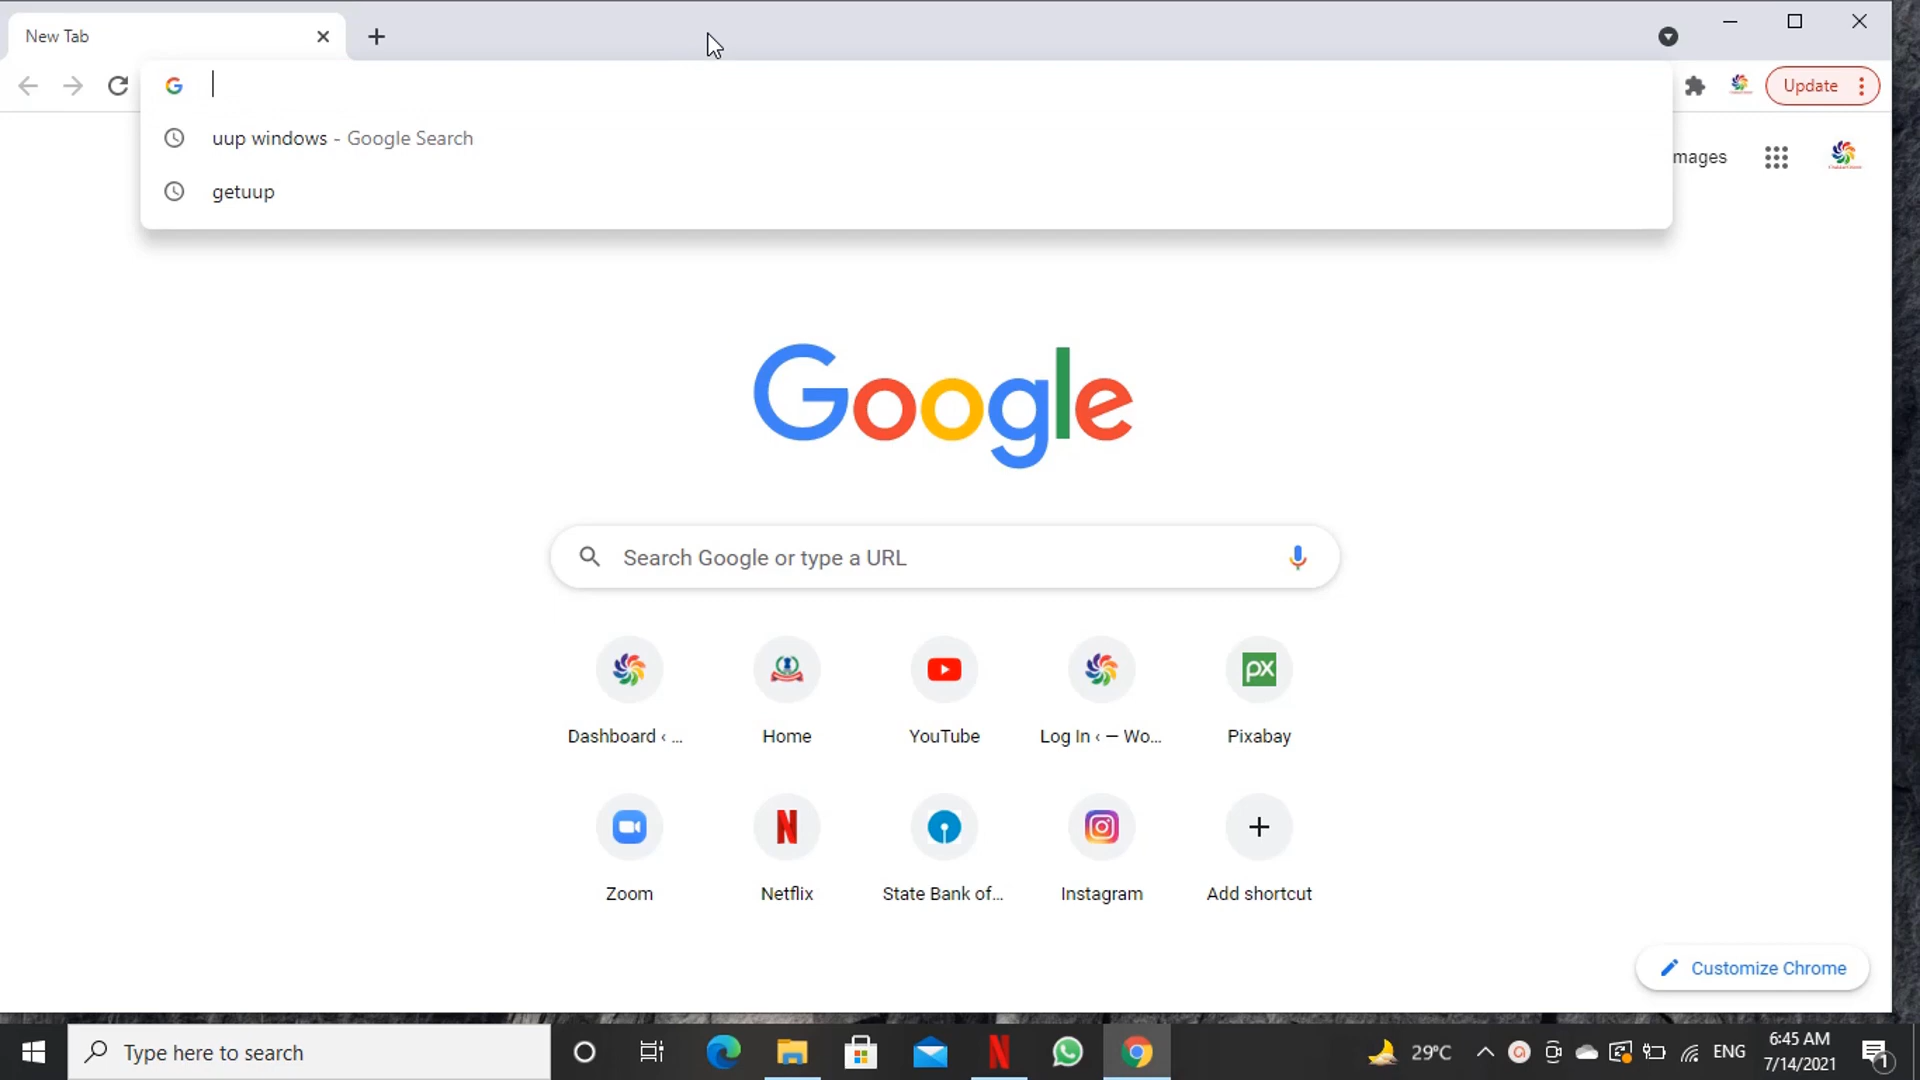 New Tab
Update
uup windows - Google Search
getuup
mages
Google
Search Google or type a URL
Dashboard ‹ ...
Home
YouTube
Log In ‹ — Wo...
px
Pixabay
Zoom
N
Netflix
State Bank of...
Instagram
Add shortcut
Customize Chrome
Type here to search
29°C
ENG
6:45 AM
7/14/2021
1